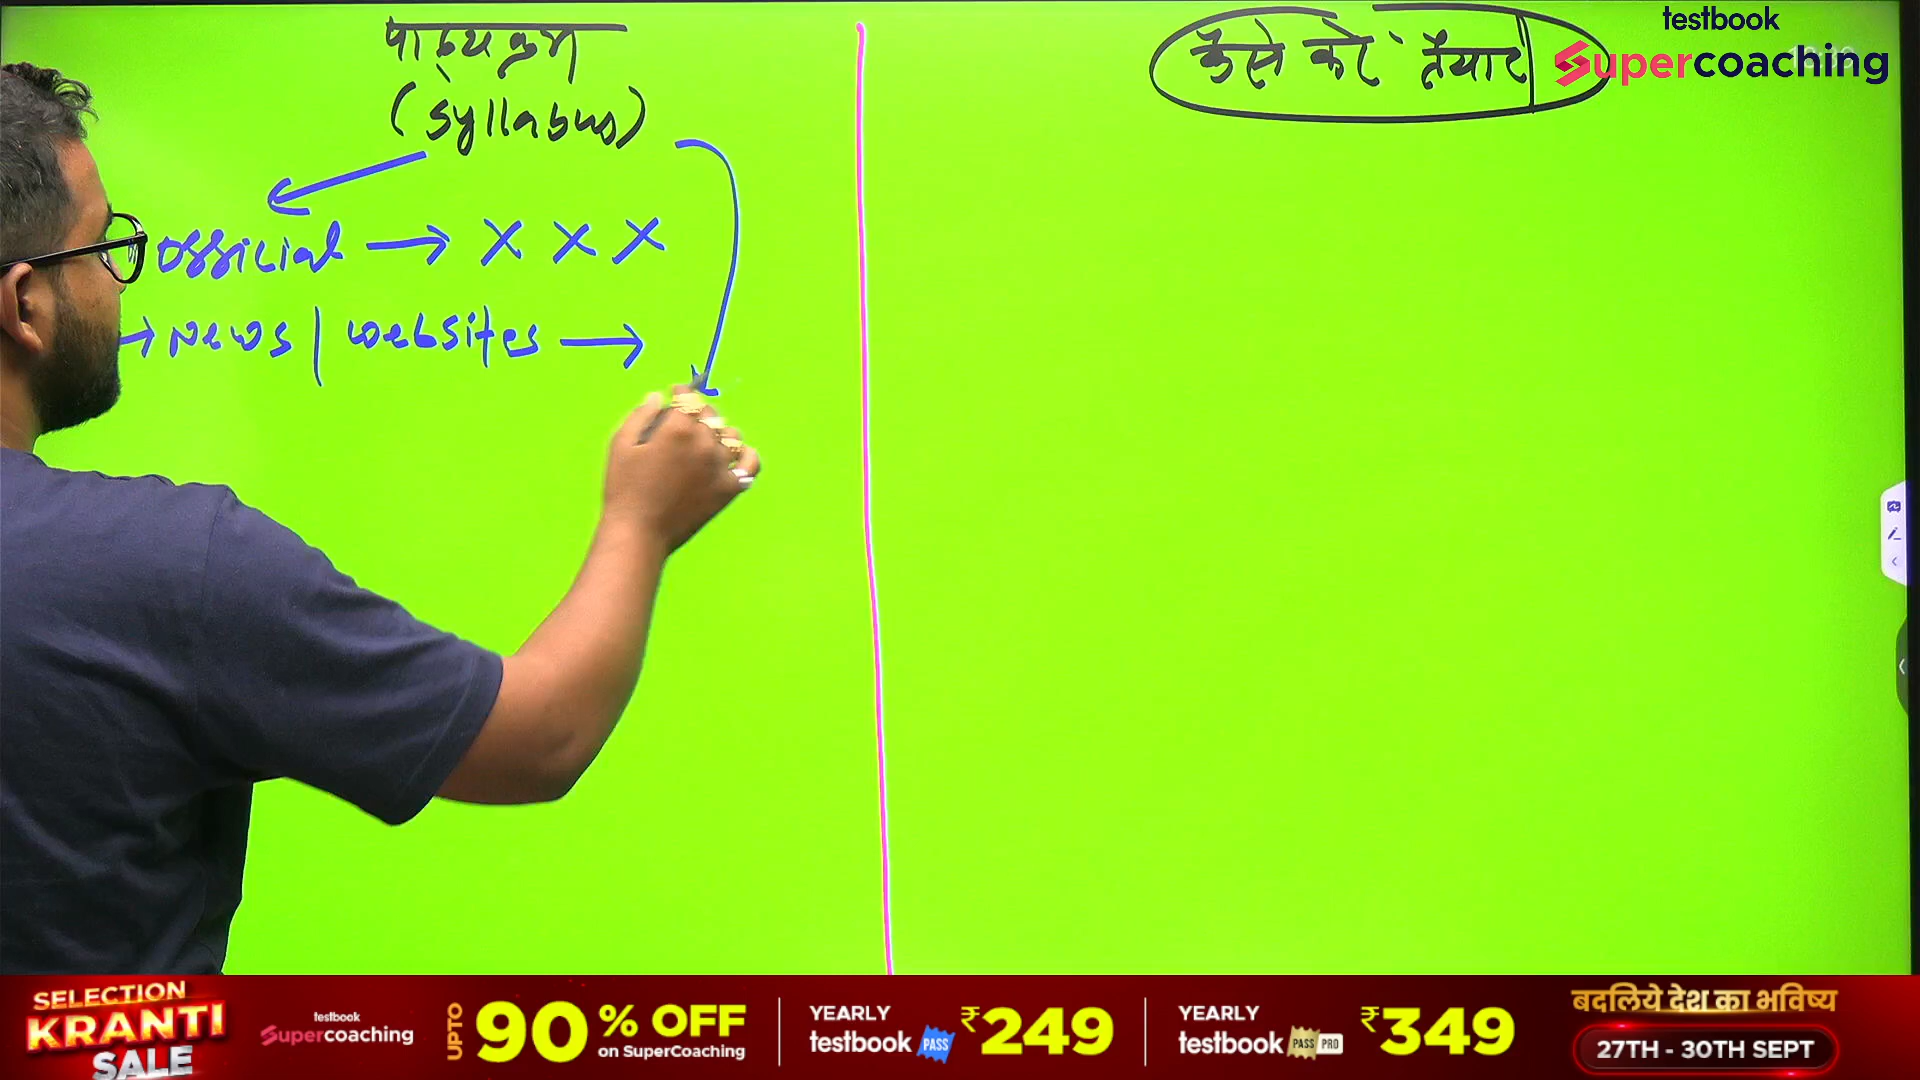 पाठ्यक्रम
(Syllabus)
official → X X X
→ News | websites →
कैसे करे तैयारी
testbook
Supercoaching
SELECTION
KRANTI
SALE
testbook
Supercoaching
UPTO 90% OFF
on SuperCoaching
YEARLY
testbook PASS
₹249
YEARLY
testbook PASS PRO
₹349
बदलिये देश का भविष्य
27TH - 30TH SEPT